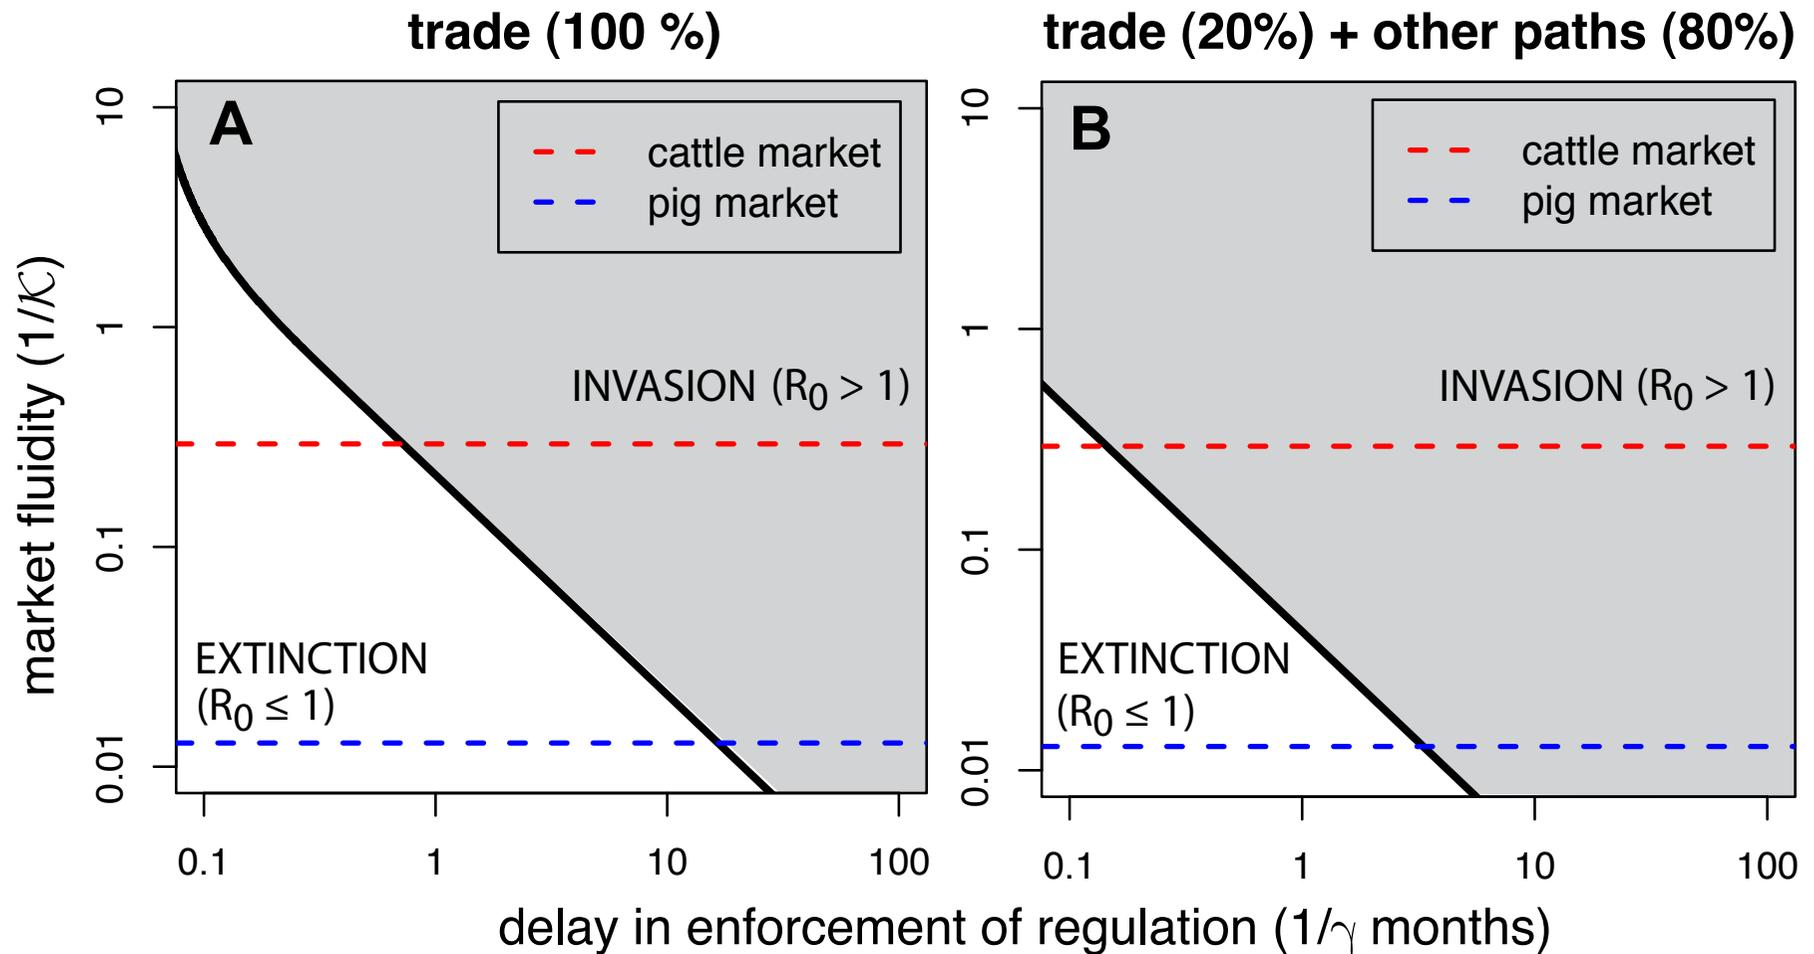 trade (100 %)
trade (20%) + other paths (80%)
A
cattle market
pig market
INVASION (R0 > 1)
EXTINCTION
(R0 ≤ 1)
10
1
0.1
0.01
0.1
1
10
100
B
cattle market
pig market
INVASION (R0 > 1)
EXTINCTION
(R0 ≤ 1)
10
1
0.1
0.01
0.1
1
10
100
market fluidity (1/𝒦)
delay in enforcement of regulation (1/γ months)